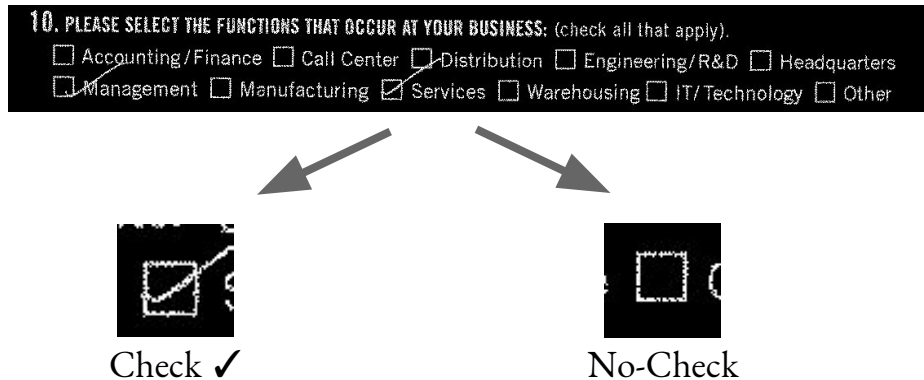 10. PLEASE SELECT THE FUNCTIONS THAT OCCUR AT YOUR BUSINESS: (check all that apply).
☐ Accounting/Finance ☐ Call Center ☐ Distribution ☐ Engineering/R&D ☐ Headquarters
☑ Management ☐ Manufacturing ☑ Services ☐ Warehousing ☐ IT/Technology ☐ Other
Check ✓
No-Check